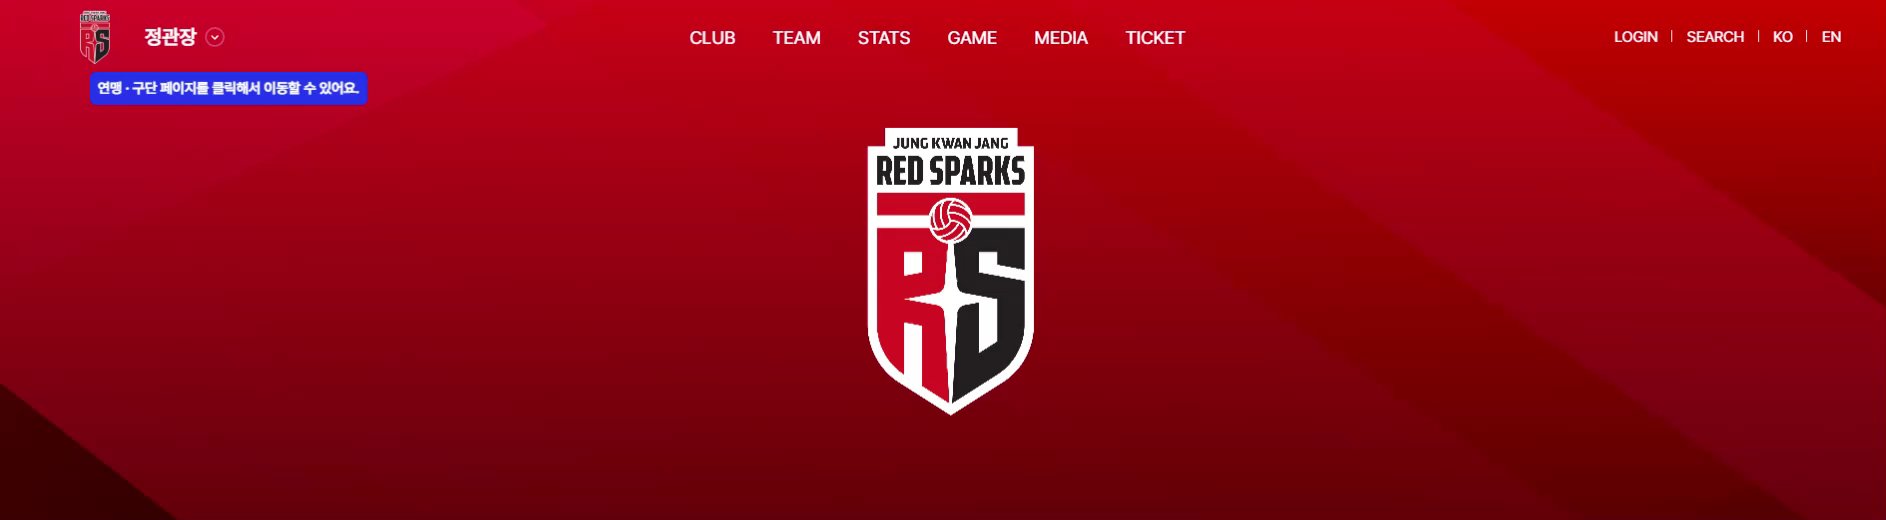 RED SPARKS
RS
정관장
CLUB
TEAM
STATS
GAME
MEDIA
TICKET
LOGIN
SEARCH
KO
EN
연맹 · 구단 페이지를 클릭해서 이동할 수 있어요.
JUNG KWAN JANG
RED SPARKS
RS